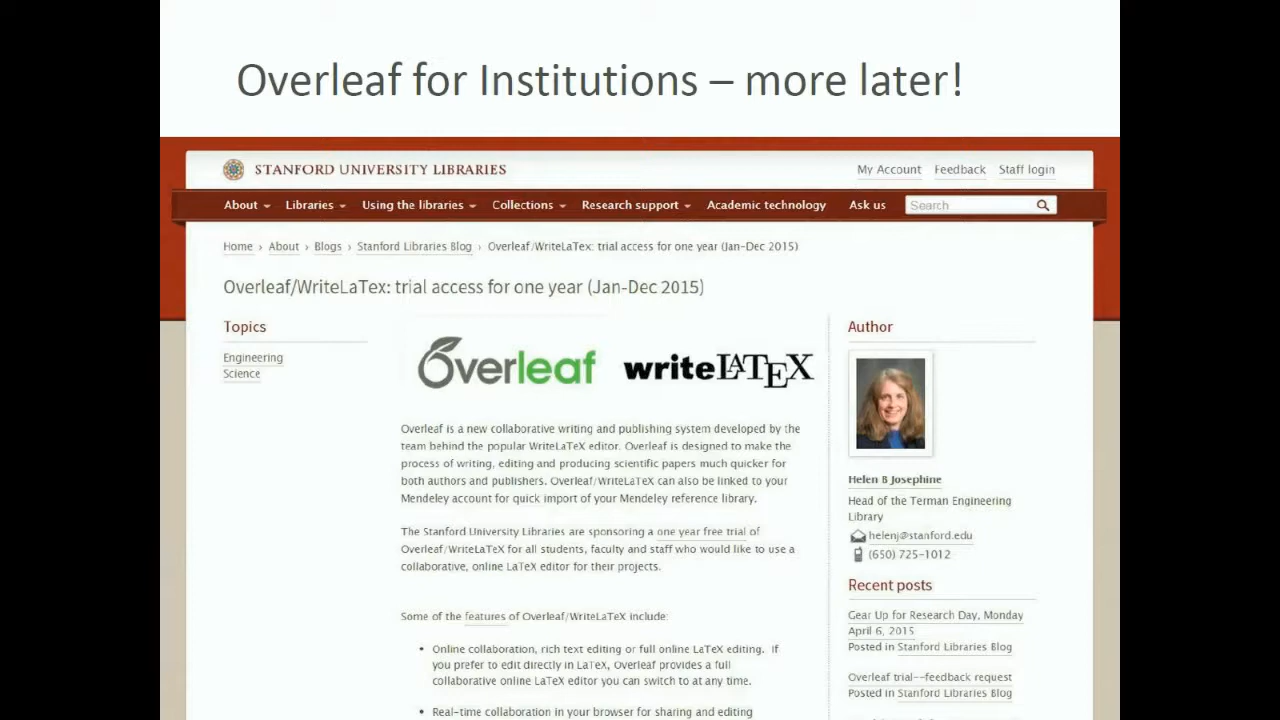 Overleaf for Institutions – more later!
STANFORD UNIVERSITY LIBRARIES
My Account Feedback Staff login
About Libraries Using the libraries Collections Research support Academic technology Ask us Search
Home › About › Blogs › Stanford Libraries Blog › Overleaf/WriteLaTex: trial access for one year (Jan-Dec 2015)
Overleaf/WriteLaTex: trial access for one year (Jan-Dec 2015)
Topics
Engineering
Science
Overleaf writeLATEX
Overleaf is a new collaborative writing and publishing system developed by the
team behind the popular WriteLaTeX editor. Overleaf is designed to make the
process of writing, editing and producing scientific papers much quicker for
both authors and publishers. Overleaf/WriteLaTeX can also be linked to your
Mendeley account for quick import of your Mendeley reference library.
The Stanford University Libraries are sponsoring a one year free trial of
Overleaf/WriteLaTeX for all students, faculty and staff who would like to use a
collaborative, online LaTeX editor for their projects.
Some of the features of Overleaf/WriteLaTeX include:
• Online collaboration, rich text editing or full online LaTeX editing. If
you prefer to edit directly in LaTeX, Overleaf provides a full
collaborative online LaTeX editor you can switch to at any time.
• Real-time collaboration in your browser for sharing and editing
Author
Helen B Josephine
Head of the Terman Engineering
Library
helenj@stanford.edu
(650) 725-1012
Recent posts
Gear Up for Research Day, Monday
April 6, 2015
Posted in Stanford Libraries Blog
Overleaf trial--feedback request
Posted in Stanford Libraries Blog